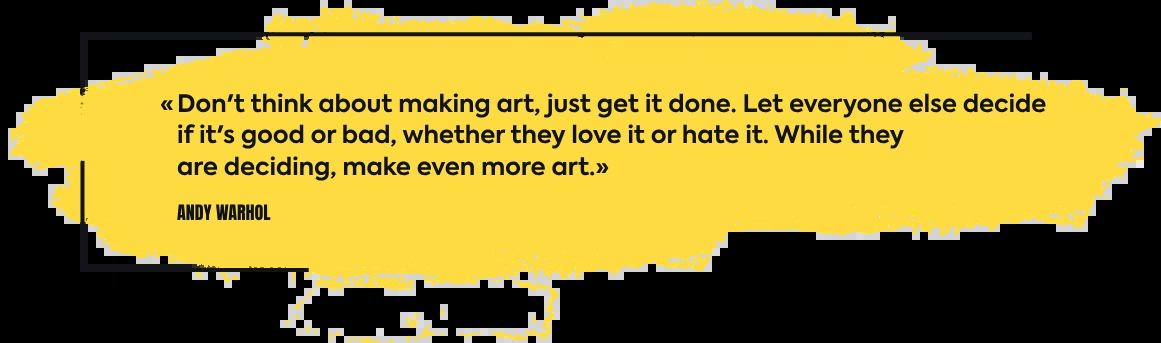 «Don't think about making art, just get it done. Let everyone else decide
if it's good or bad, whether they love it or hate it. While they
are deciding, make even more art.»
ANDY WARHOL